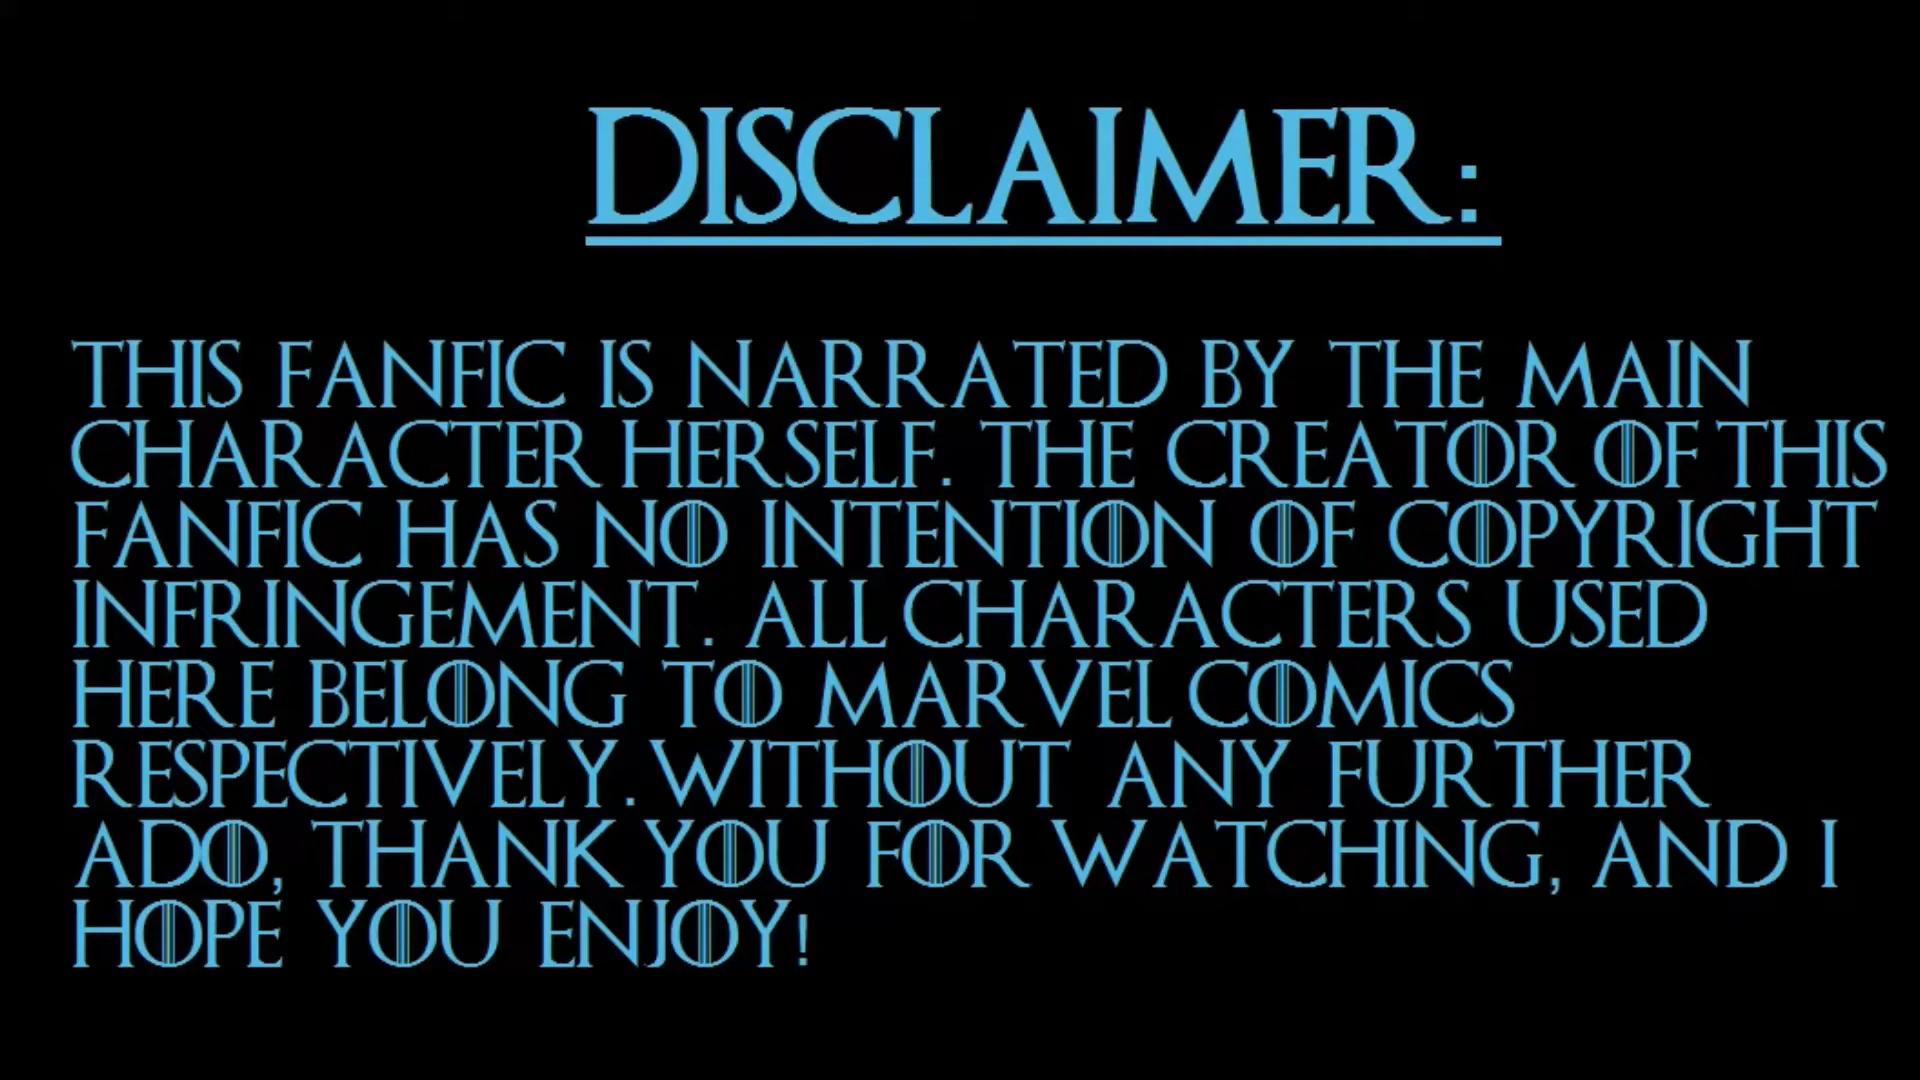 DISCLAIMER:
THIS FANFIC IS NARRATED BY THE MAIN
CHARACTER HERSELF. THE CREATOR OF THIS
FANFIC HAS NO INTENTION OF COPYRIGHT
INFRINGEMENT. ALL CHARACTERS USED
HERE BELONG TO MARVEL COMICS
RESPECTIVELY. WITHOUT ANY FURTHER
ADO, THANK YOU FOR WATCHING, AND I
HOPE YOU ENJOY!